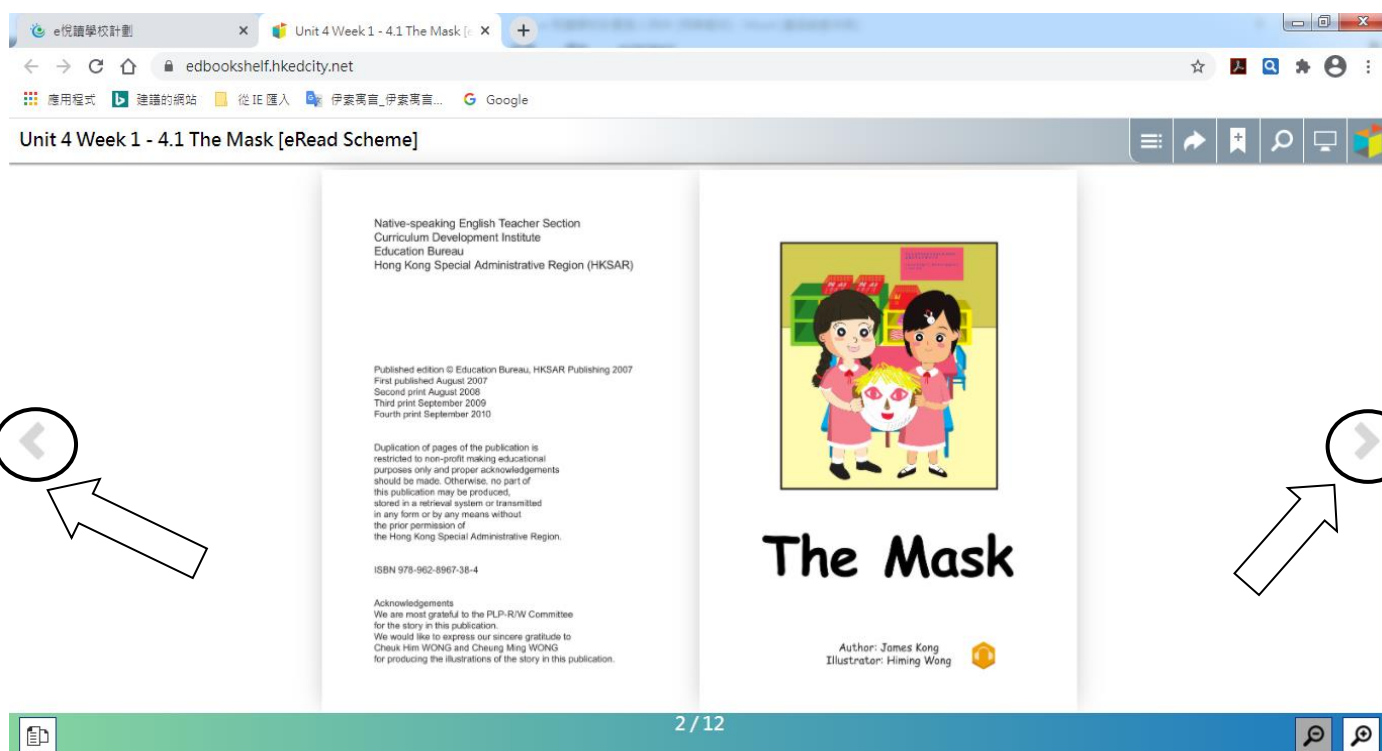 e悅讀學校計劃
Unit 4 Week 1 - 4.1 The Mask [e
edbookshelf.hkedcity.net
應用程式
建議的網站
從 IE 匯入
伊索寓言_伊索寓言...
Google
Unit 4 Week 1 - 4.1 The Mask [eRead Scheme]
Native-speaking English Teacher Section
Curriculum Development Institute
Education Bureau
Hong Kong Special Administrative Region (HKSAR)
Published edition © Education Bureau, HKSAR Publishing 2007
First published August 2007
Second print August 2008
Third print September 2009
Fourth print September 2010
Duplication of pages of the publication is
restricted to non-profit making educational
purposes only and proper acknowledgements
should be made. Otherwise, no part of
this publication may be produced,
stored in a retrieval system or transmitted
in any form or by any means without
the prior permission of
the Hong Kong Special Administrative Region.
ISBN 978-962-8967-38-4
Acknowledgements
We are most grateful to the PLP-R/W Committee
for the story in this publication.
We would like to express our sincere gratitude to
Cheuk Him WONG and Cheung Ming WONG
for producing the illustrations of the story in this publication.
The Mask
Author: James Kong
Illustrator: Himing Wong
2 / 12